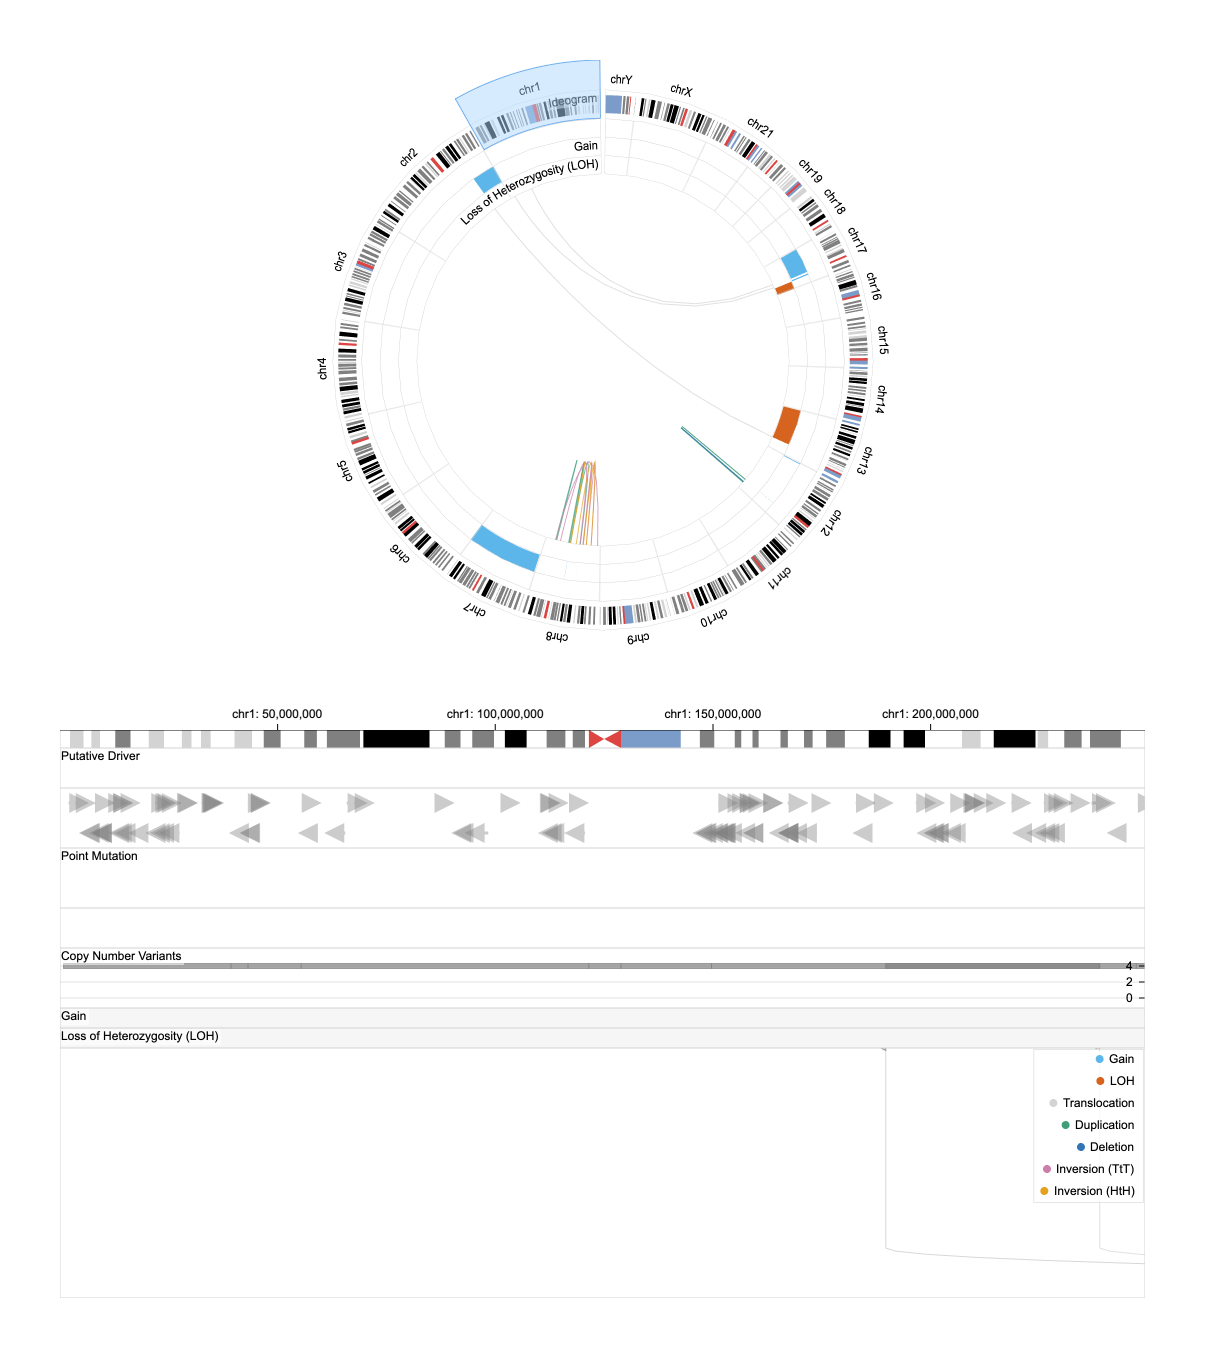 chr1
Ideogram
Gain
Loss of Heterozygosity (LOH)
chrY
chrX
chr21
chr19
chr18
chr17
chr16
chr15
chr14
chr13
chr12
chr11
chr10
chr9
chr8
chr7
chr6
chr5
chr4
chr3
chr2
chr1: 50,000,000 chr1: 100,000,000 chr1: 150,000,000 chr1: 200,000,000
Putative Driver
Point Mutation
Copy Number Variants
4
2
0
Gain
Loss of Heterozygosity (LOH)
Gain
LOH
Translocation
Duplication
Deletion
Inversion (TtT)
Inversion (HtH)